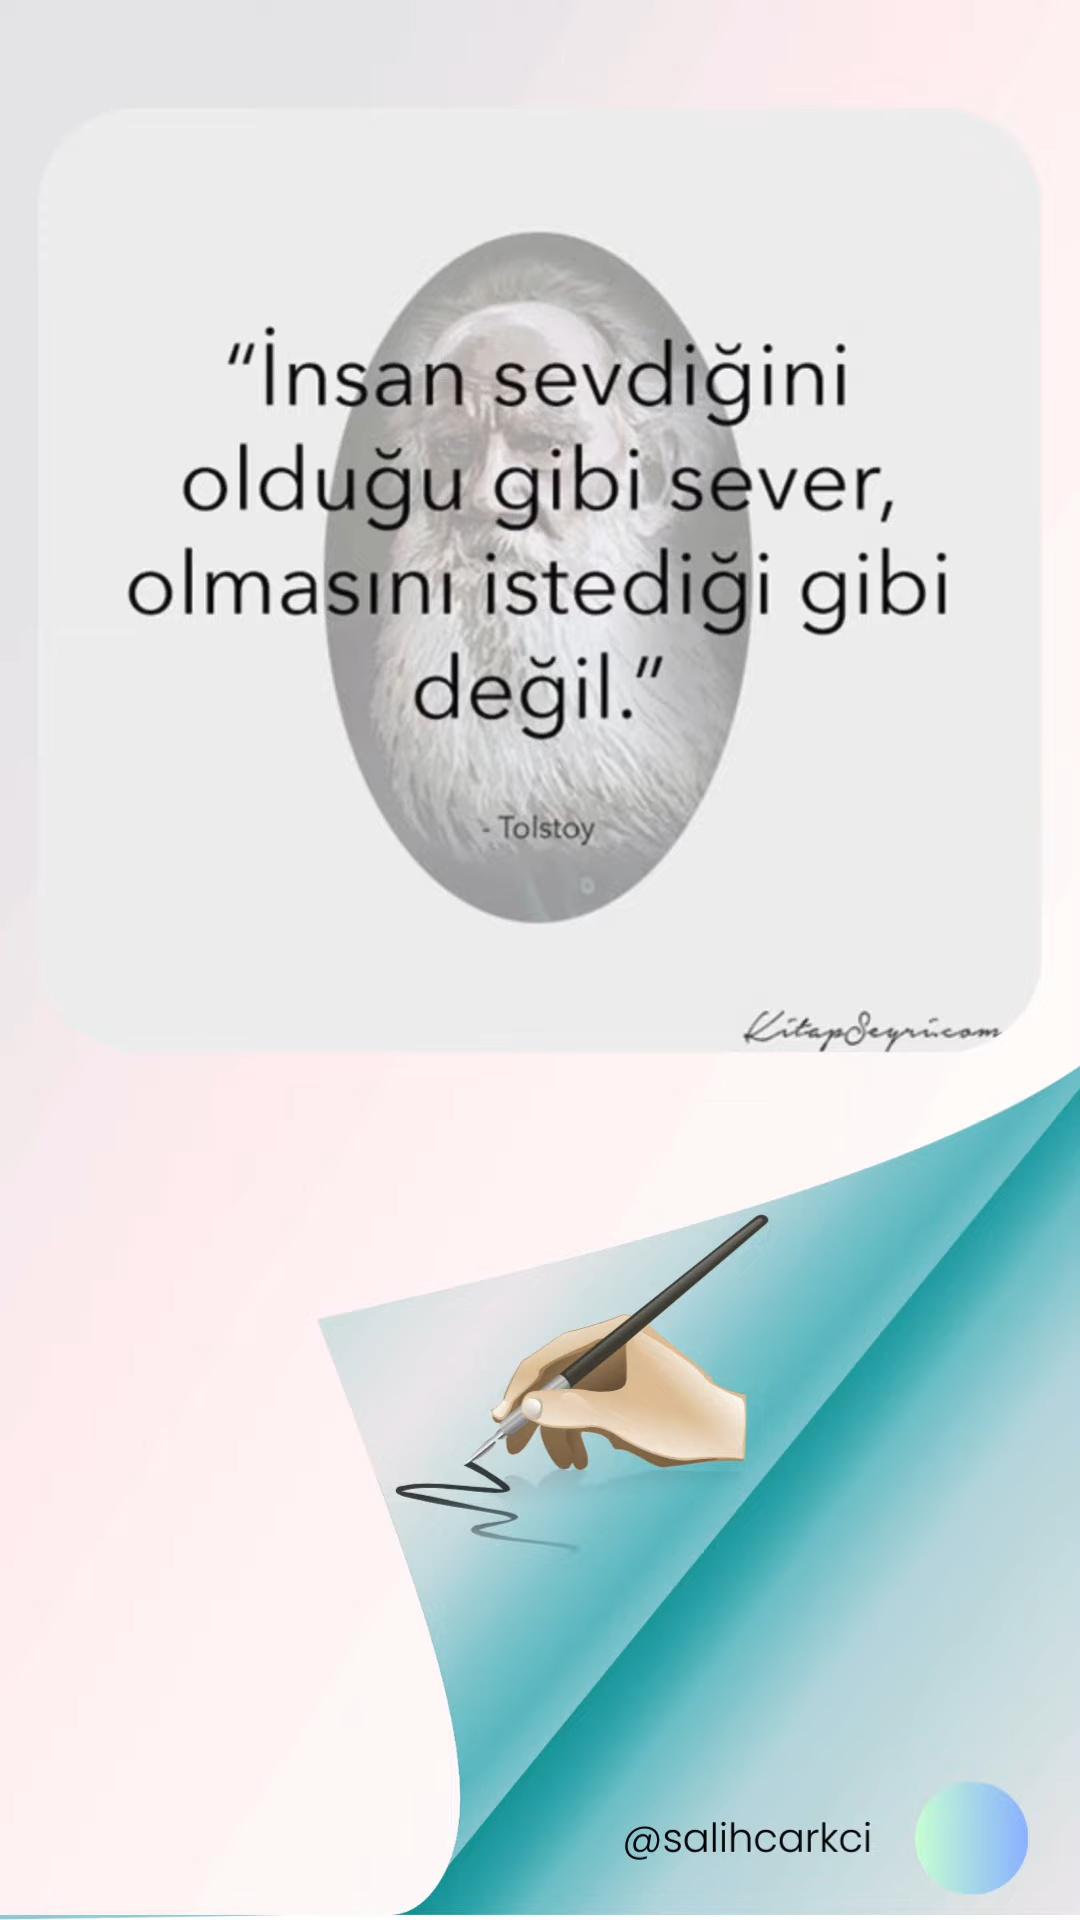 “İnsan sevdiğini
olduğu gibi sever,
olmasını istediği gibi
değil.”
- Tolstoy
KitapSeyri.com
@salihcarkci